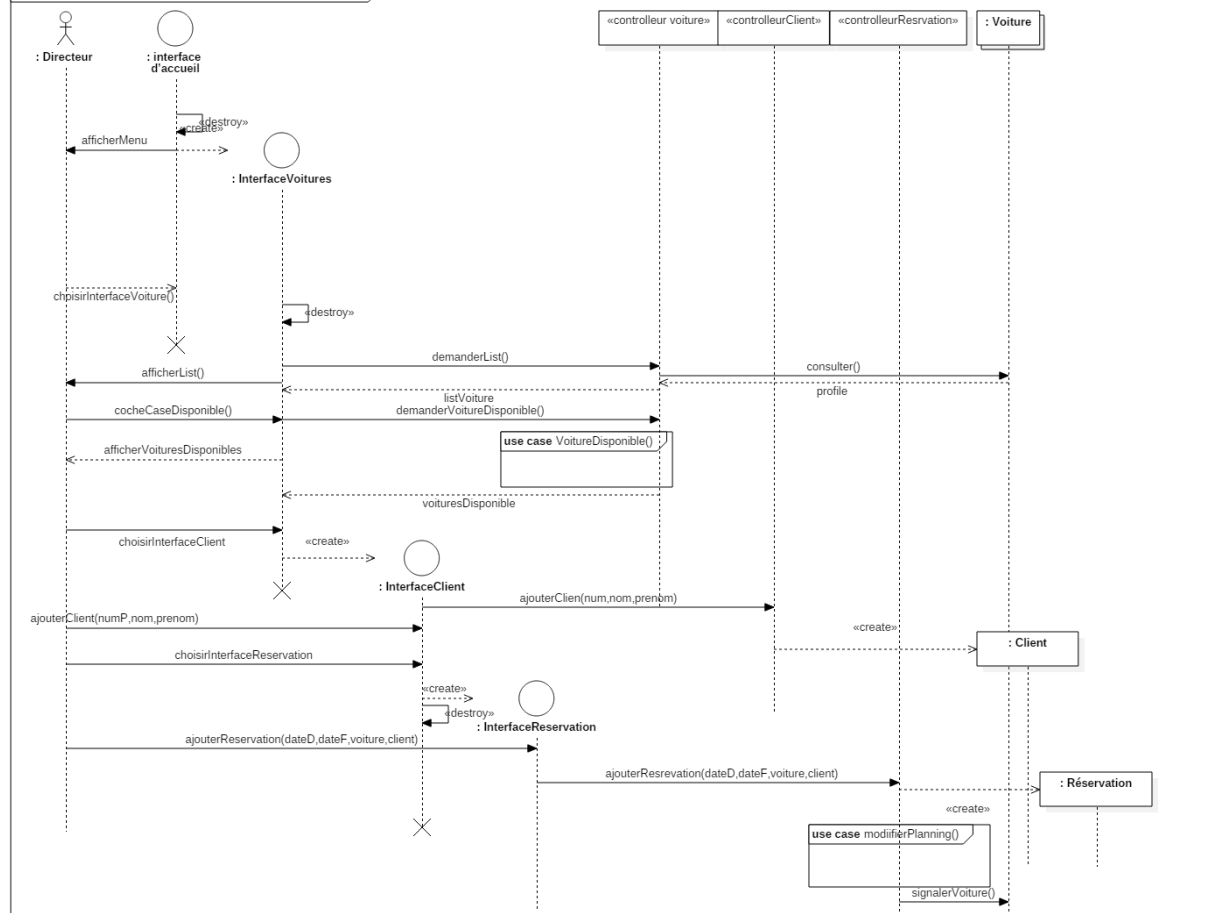 «controlleur voiture»
«controlleurClient»
«controlleurResrvation»
: Voiture
: Directeur
: interface
d'accueil
«destroy»
«create»
afficherMenu
: InterfaceVoitures
choisirInterfaceVoiture()
«destroy»
demanderList()
consulter()
afficherList()
profile
listVoiture
cocheCaseDisponible()
demanderVoitureDisponible()
use case VoitureDisponible()
afficherVoituresDisponibles
voituresDisponible
choisirInterfaceClient
«create»
: InterfaceClient
ajouterClien(num,nom,prenom)
ajouterClient(numP,nom,prenom)
«create»
: Client
choisirInterfaceReservation
«create»
«destroy»
: InterfaceReservation
ajouterReservation(dateD,dateF,voiture,client)
ajouterResrevation(dateD,dateF,voiture,client)
: Réservation
«create»
use case modiifierPlanning()
signalerVoiture()